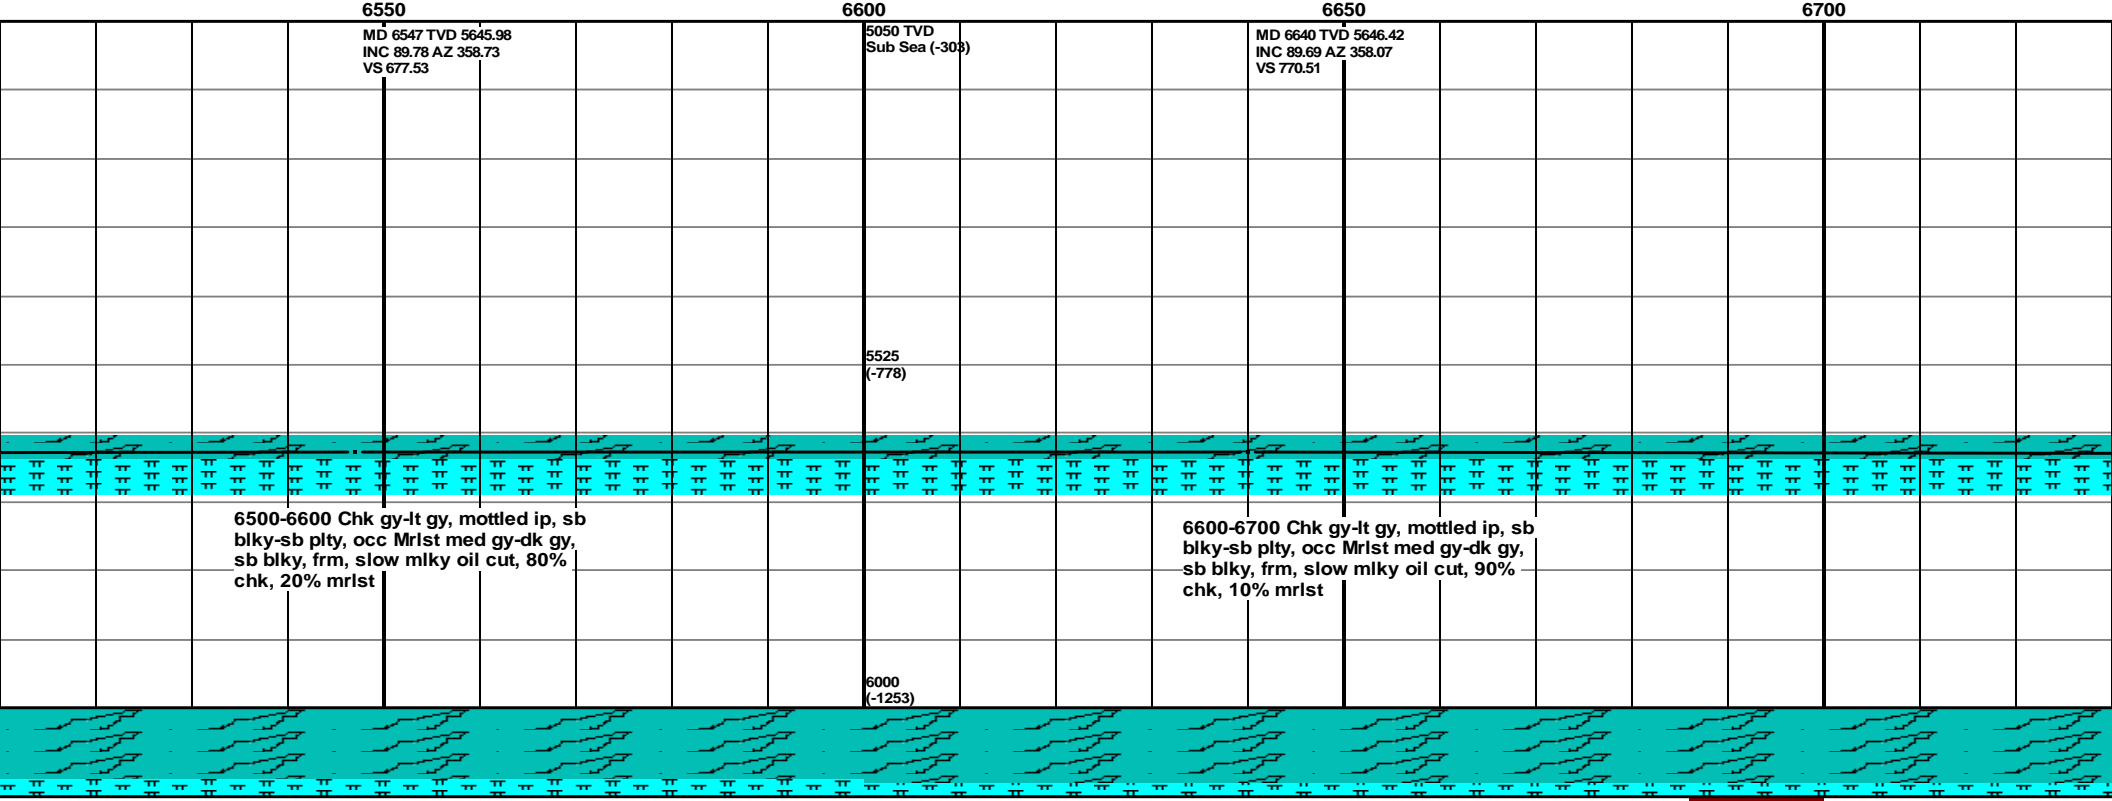 6550 6600 6650 6700
MD 6547 TVD 5645.98
INC 89.78 AZ 358.73
VS 677.53
5050 TVD
Sub Sea (-303)
MD 6640 TVD 5646.42
INC 89.69 AZ 358.07
VS 770.51
5525
(-778)
6500-6600 Chk gy-lt gy, mottled ip, sb
blky-sb plty, occ Mrlst med gy-dk gy,
sb blky, frm, slow mlky oil cut, 80%
chk, 20% mrlst
6600-6700 Chk gy-lt gy, mottled ip, sb
blky-sb plty, occ Mrlst med gy-dk gy,
sb blky, frm, slow mlky oil cut, 90%
chk, 10% mrlst
6000
(-1253)